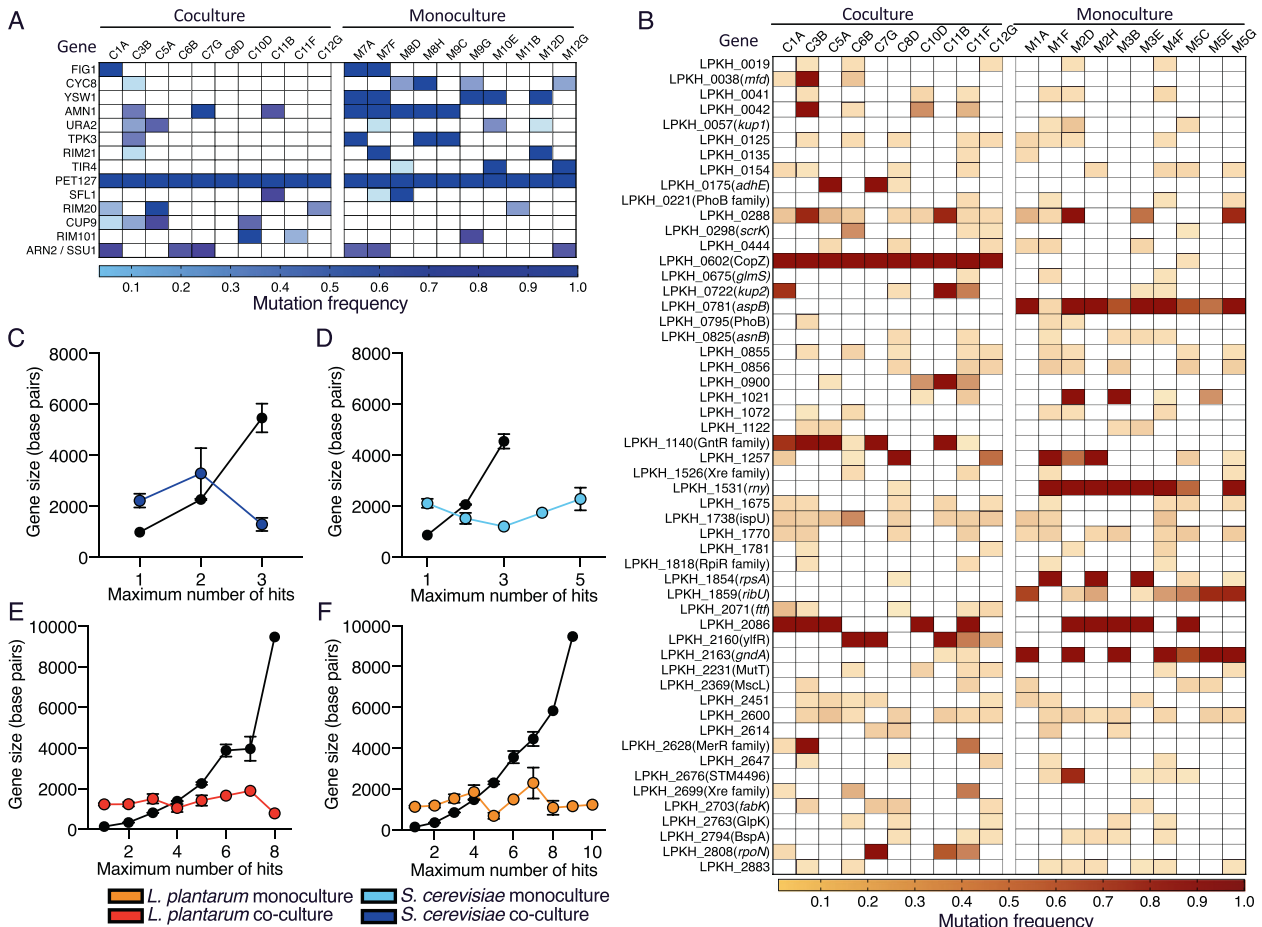 A
Coculture
Monoculture
Gene
C1A C3B C5A C6B C7G C8D C10D C11B C11F C12G
M7A M7F M8D M8H M9C M9G M10E M11B M12D M12G
FIG1
CYC8
YSW1
AMN1
URA2
TPK3
RIM21
TIR4
PET127
SFL1
RIM20
CUP9
RIM101
ARN2 / SSU1
0.1 0.2 0.3 0.4 0.5 0.6 0.7 0.8 0.9 1.0
Mutation frequency
B
Coculture
Monoculture
Gene
C1A C3B C5A C6B C7G C8D C10D C11B C11F C12G
M1A M1F M2D M2H M3B M3E M4F M5C M5E M5G
LPKH_0019
LPKH_0038(mfd)
LPKH_0041
LPKH_0042
LPKH_0057(kup1)
LPKH_0125
LPKH_0135
LPKH_0154
LPKH_0175(adhE)
LPKH_0221(PhoB family)
LPKH_0288
LPKH_0298(scrK)
LPKH_0444
LPKH_0602(CopZ)
LPKH_0675(glmS)
LPKH_0722(kup2)
LPKH_0781(aspB)
LPKH_0795(PhoB)
LPKH_0825(asnB)
LPKH_0855
LPKH_0856
LPKH_0900
LPKH_1021
LPKH_1072
LPKH_1122
LPKH_1140(GntR family)
LPKH_1257
LPKH_1526(Xre family)
LPKH_1531(rny)
LPKH_1675
LPKH_1738(ispU)
LPKH_1770
LPKH_1781
LPKH_1818(RpiR family)
LPKH_1854(rpsA)
LPKH_1859(ribU)
LPKH_2071(ftf)
LPKH_2086
LPKH_2160(ylfR)
LPKH_2163(gndA)
LPKH_2231(MutT)
LPKH_2369(MscL)
LPKH_2451
LPKH_2600
LPKH_2614
LPKH_2628(MerR family)
LPKH_2647
LPKH_2676(STM4496)
LPKH_2699(Xre family)
LPKH_2703(fabK)
LPKH_2763(GlpK)
LPKH_2794(BspA)
LPKH_2808(rpoN)
LPKH_2883
0.1 0.2 0.3 0.4 0.5 0.6 0.7 0.8 0.9 1.0
Mutation frequency
C
Gene size (base pairs)
8000
6000
4000
2000
0
1 2 3
Maximum number of hits
D
Gene size (base pairs)
8000
6000
4000
2000
0
1 3 5
Maximum number of hits
E
Gene size (base pairs)
10000
8000
6000
4000
2000
0
2 4 6 8
Maximum number of hits
F
Gene size (base pairs)
10000
8000
6000
4000
2000
0
2 4 6 8 10
Maximum number of hits
L. plantarum monoculture
L. plantarum co-culture
S. cerevisiae monoculture
S. cerevisiae co-culture